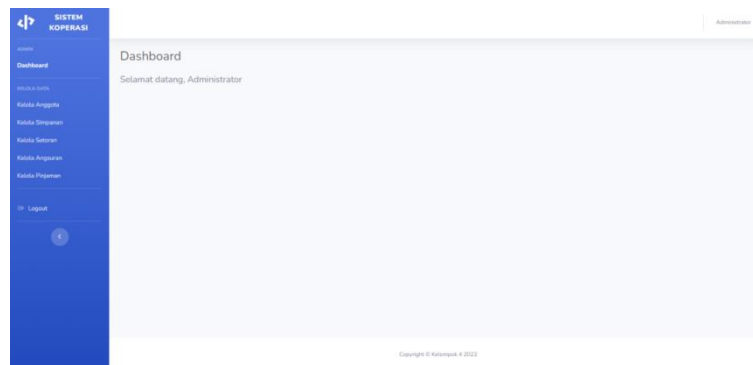 SISTEM
KOPERASI
ADMIN
Dashboard
KELOLA DATA
Kelola Anggota
Kelola Simpanan
Kelola Setoran
Kelola Angsuran
Kelola Pinjaman
Logout
Administrator
Dashboard
Selamat datang, Administrator
Copyright © Kelompok 4 2022